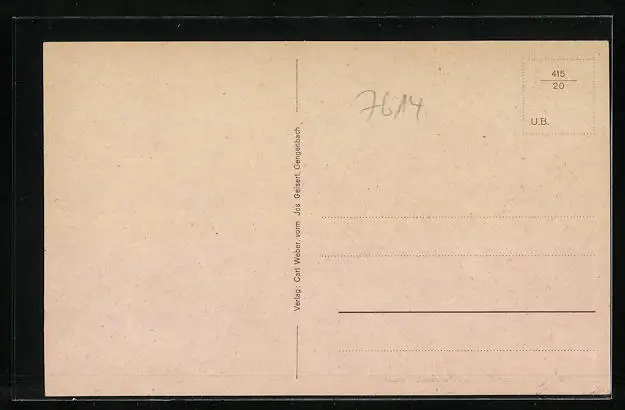 Verlag: Carl Weber, vorm Jos Geisert, Gengenbach
7614
415
20
U.B.